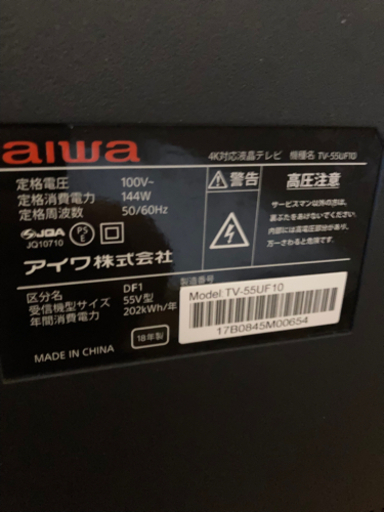 aiwa
4K対応液晶テレビ 機種名 TV-55UF10
定格電圧 100V~
定格消費電力 144W
定格周波数 50/60Hz
警告 高圧注意
サービスマン以外の方は、
裏ぶたをあけないでください。
内部には高電圧部分が有り、
万一さわると危険です。
JQA
JQ10710
PS
E
アイワ株式会社
区分名 DF1
受信機型サイズ 55V型
年間消費電力 202kWh/年
製造番号
Model TV-55UF10
17B0845M00654
MADE IN CHINA
18年製